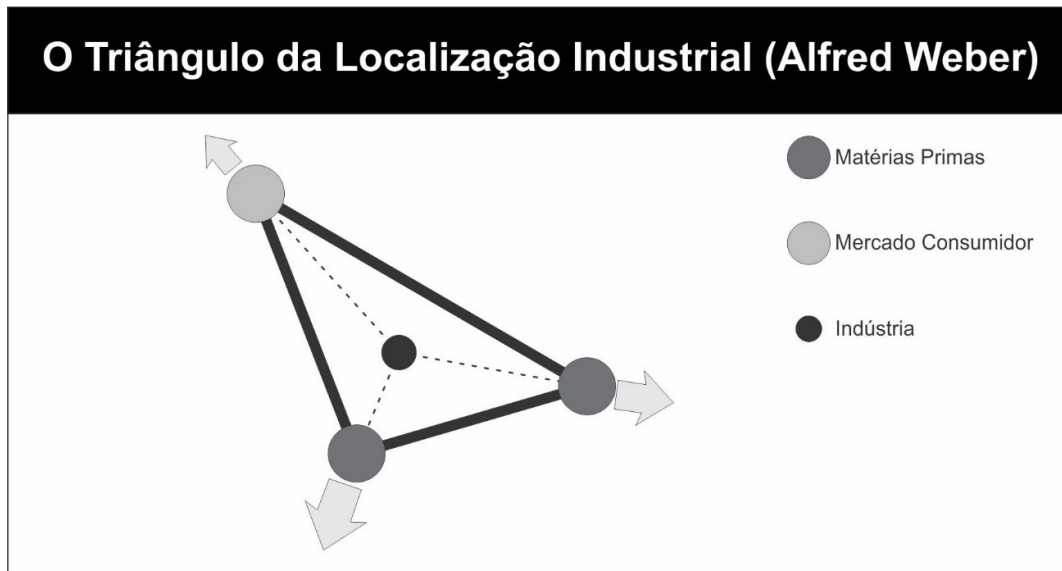 O Triângulo da Localização Industrial (Alfred Weber)
Matérias Primas
Mercado Consumidor
Indústria